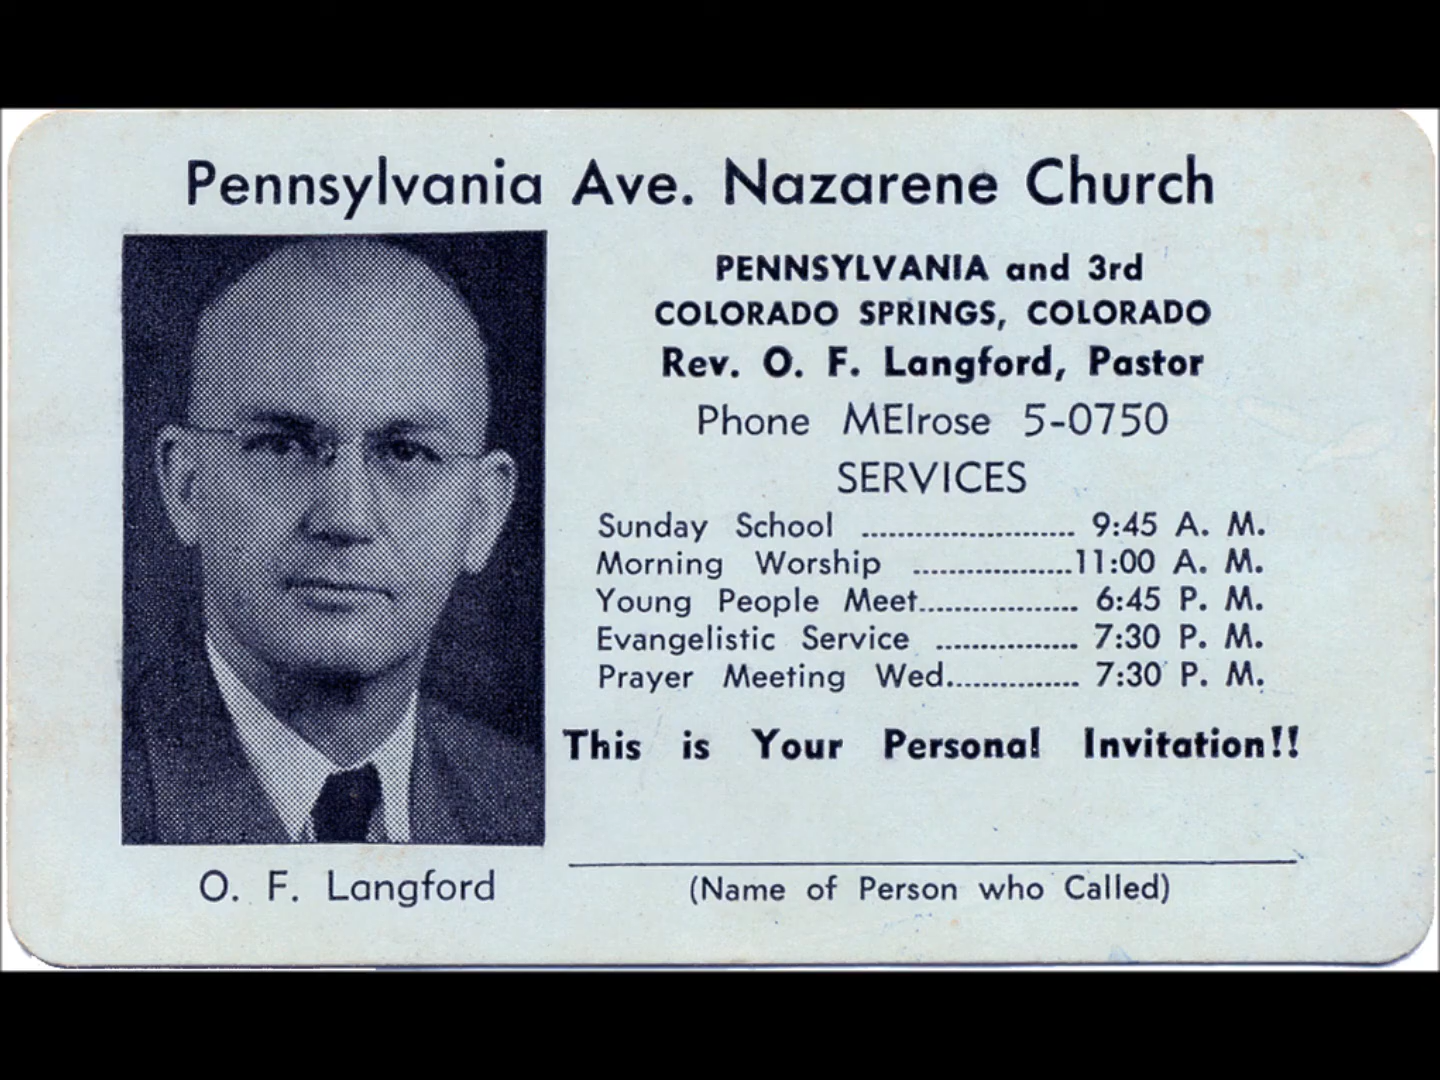 Pennsylvania Ave. Nazarene Church
PENNSYLVANIA and 3rd
COLORADO SPRINGS, COLORADO
Rev. O. F. Langford, Pastor
Phone MElrose 5-0750
SERVICES
Sunday School ........................ 9:45 A. M.
Morning Worship ..................11:00 A. M.
Young People Meet.................. 6:45 P. M.
Evangelistic Service ................ 7:30 P. M.
Prayer Meeting Wed............... 7:30 P. M.
This is Your Personal Invitation!!
(Name of Person who Called)
O. F. Langford